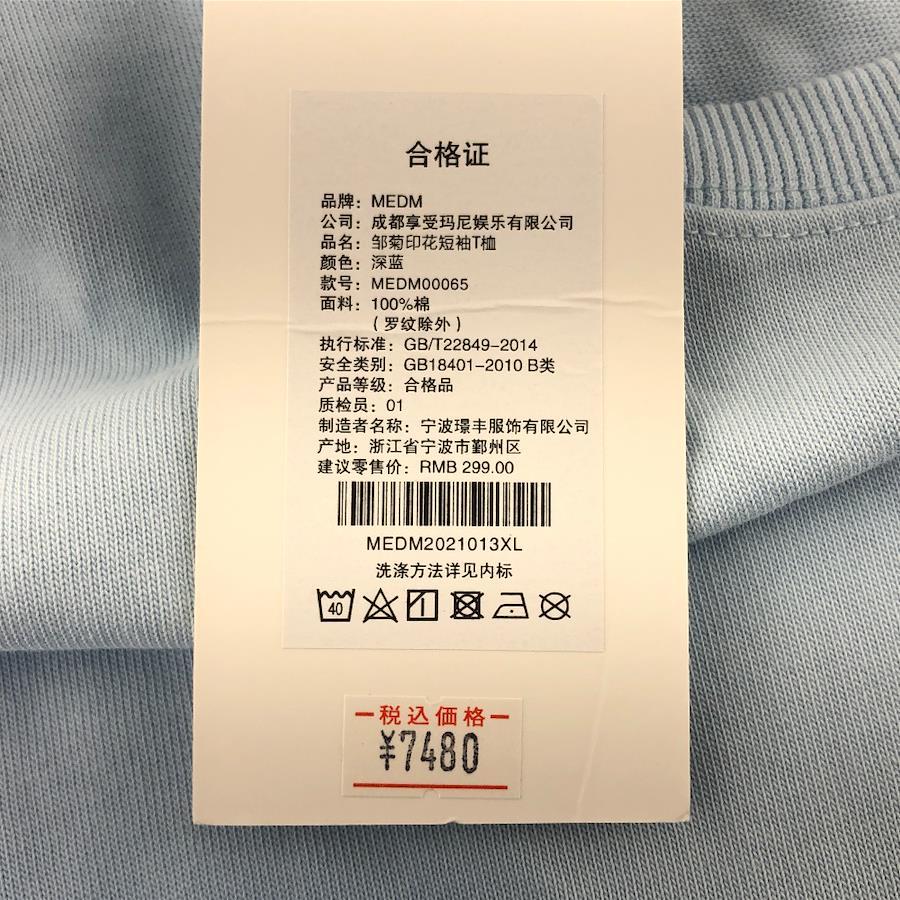 合格证
品牌：MEDM
公司：成都享受玛尼娱乐有限公司
品名：邹菊印花短袖T恤
颜色：深蓝
款号：MEDM00065
面料：100%棉
（罗纹除外）
执行标准：GB/T22849-2014
安全类别：GB18401-2010 B类
产品等级：合格品
质检员：01
制造者名称：宁波璟丰服饰有限公司
产地：浙江省宁波市鄞州区
建议零售价：RMB 299.00
MEDM2021013XL
洗涤方法详见内标
40
税込価格
¥7480